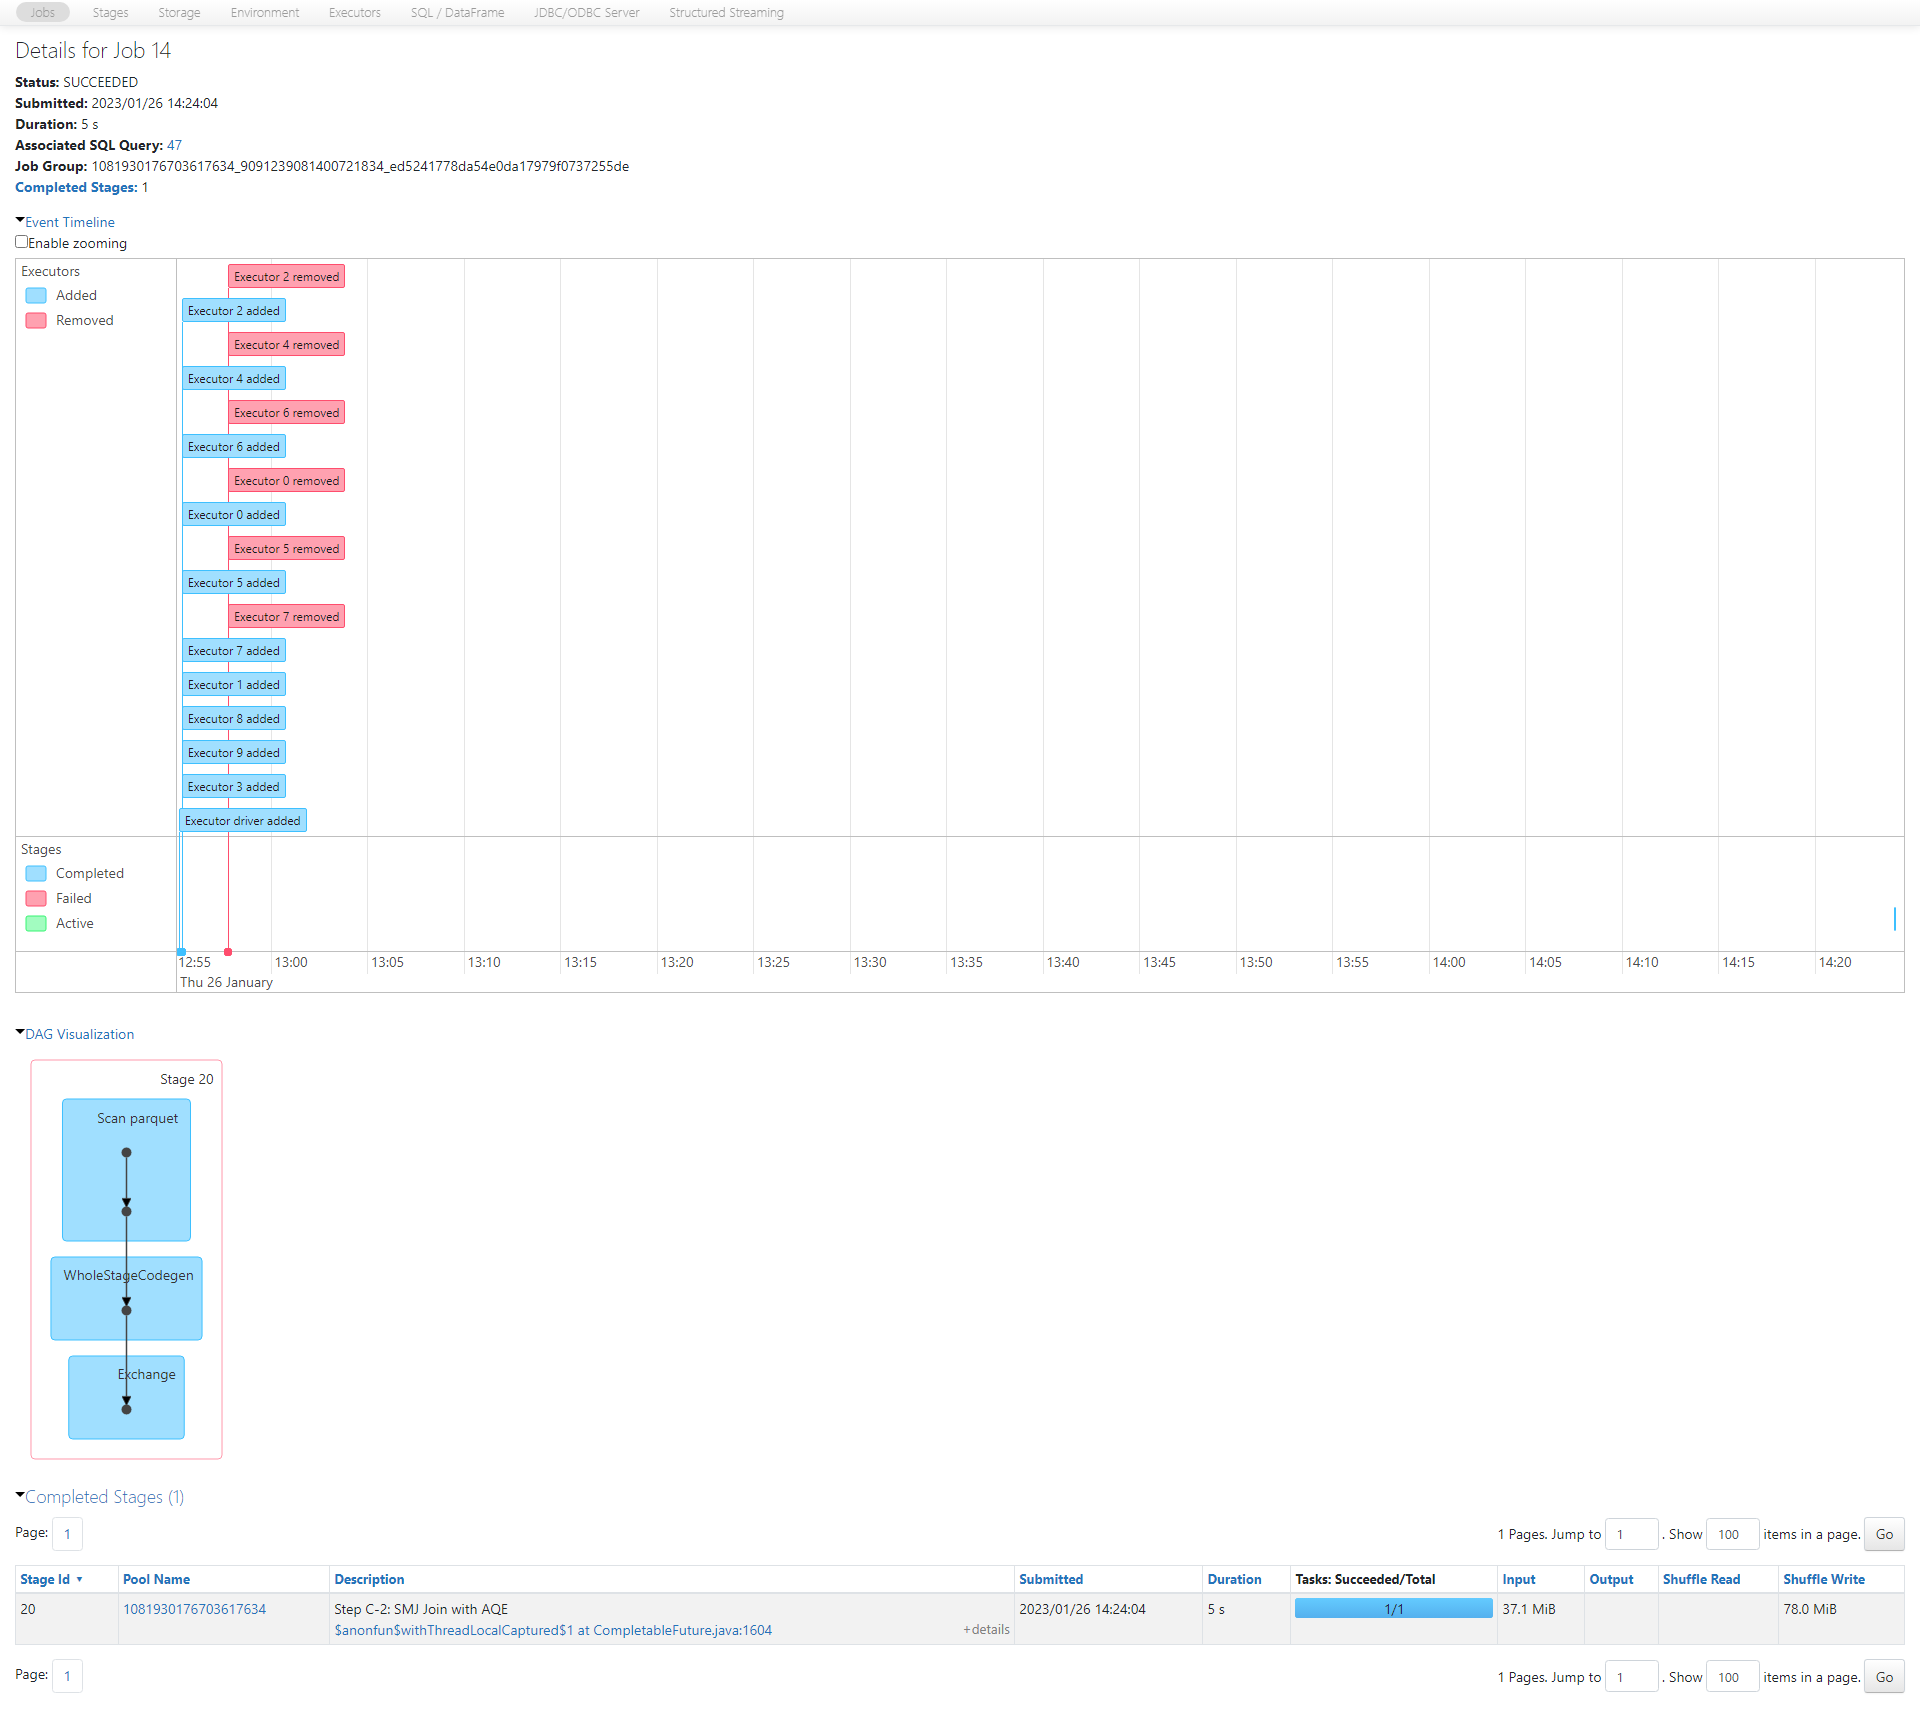 Jobs Stages Storage Environment Executors SQL / DataFrame JDBC/ODBC Server Structured Streaming
Details for Job 14
Status: SUCCEEDED
Submitted: 2023/01/26 14:24:04
Duration: 5 s
Associated SQL Query: 47
Job Group: 1081930176703617634_9091239081400721834_ed5241778da54e0da17979f0737255de
Completed Stages: 1
Event Timeline
Enable zooming
Executors
Added
Removed
Executor 2 removed
Executor 2 added
Executor 4 removed
Executor 4 added
Executor 6 removed
Executor 6 added
Executor 0 removed
Executor 0 added
Executor 5 removed
Executor 5 added
Executor 7 removed
Executor 7 added
Executor 1 added
Executor 8 added
Executor 9 added
Executor 3 added
Executor driver added
Stages
Completed
Failed
Active
12:55 13:00 13:05 13:10 13:15 13:20 13:25 13:30 13:35 13:40 13:45 13:50 13:55 14:00 14:05 14:10 14:15 14:20
Thu 26 January
DAG Visualization
Stage 20
Scan parquet
WholeStageCodegen
Exchange
Completed Stages (1)
Page: 1 1 Pages. Jump to 1 . Show 100 items in a page. Go
Stage Id Pool Name Description Submitted Duration Tasks: Succeeded/Total Input Output Shuffle Read Shuffle Write
20 1081930176703617634 Step C-2: SMJ Join with AQE 2023/01/26 14:24:04 5 s 1/1 37.1 MiB 78.0 MiB
$anonfun$withThreadLocalCaptured$1 at CompletableFuture.java:1604 +details
Page: 1 1 Pages. Jump to 1 . Show 100 items in a page. Go